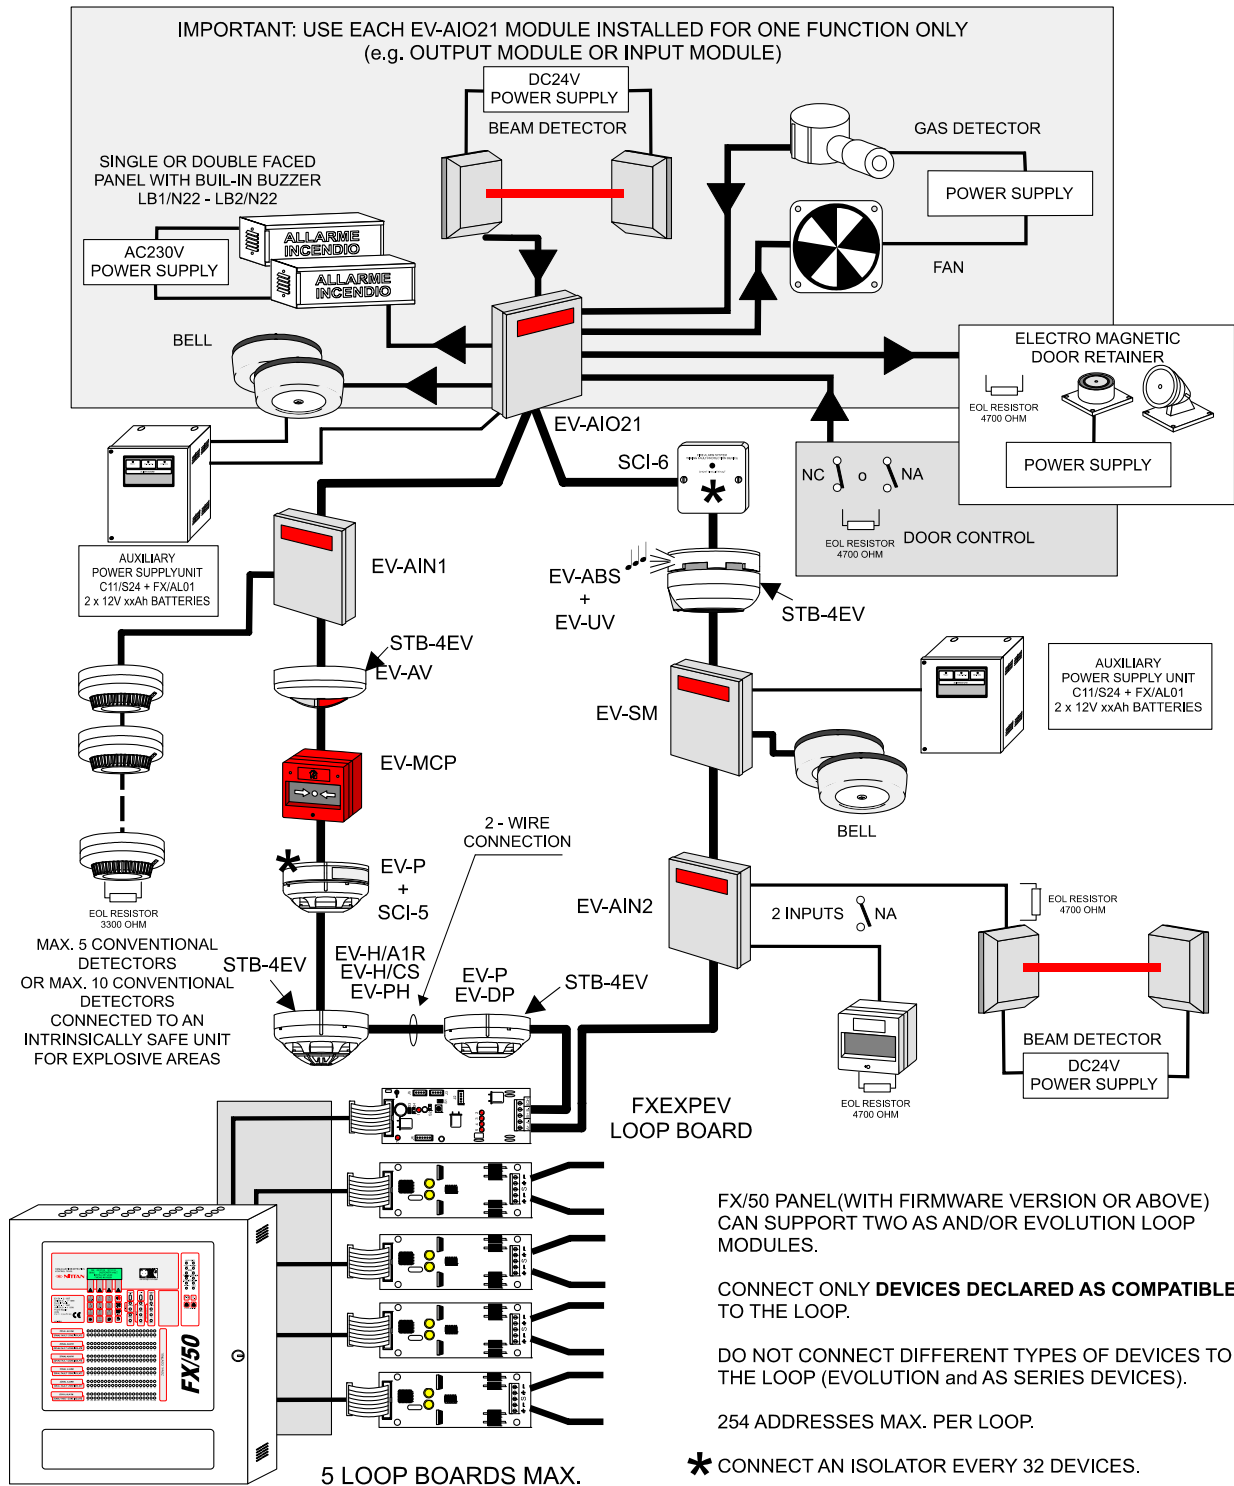 IMPORTANT: USE EACH EV-AIO21 MODULE INSTALLED FOR ONE FUNCTION ONLY
(e.g. OUTPUT MODULE OR INPUT MODULE)
DC24V
POWER SUPPLY
BEAM DETECTOR
GAS DETECTOR
POWER SUPPLY
FAN
SINGLE OR DOUBLE FACED
PANEL WITH BUIL-IN BUZZER
LB1/N22 - LB2/N22
AC230V
POWER SUPPLY
ALLARME
INCENDIO
ALLARME
INCENDIO
BELL
EV-AIO21
ELECTRO MAGNETIC
DOOR RETAINER
EOL RESISTOR
4700 OHM
POWER SUPPLY
SCI-6
NC
o
NA
EOL RESISTOR
4700 OHM
DOOR CONTROL
AUXILIARY
POWER SUPPLYUNIT
C11/S24 + FX/AL01
2 x 12V xxAh BATTERIES
EV-AIN1
EV-ABS
+
EV-UV
STB-4EV
STB-4EV
EV-AV
AUXILIARY
POWER SUPPLY UNIT
C11/S24 + FX/AL01
2 x 12V xxAh BATTERIES
EV-SM
EV-MCP
BELL
2 - WIRE
CONNECTION
EV-P
+
SCI-5
EV-AIN2
2 INPUTS
NA
EOL RESISTOR
4700 OHM
EOL RESISTOR
3300 OHM
MAX. 5 CONVENTIONAL
DETECTORS
OR MAX. 10 CONVENTIONAL
DETECTORS
CONNECTED TO AN
INTRINSICALLY SAFE UNIT
FOR EXPLOSIVE AREAS
STB-4EV
EV-H/A1R
EV-H/CS
EV-PH
EV-P
EV-DP
STB-4EV
BEAM DETECTOR
DC24V
POWER SUPPLY
EOL RESISTOR
4700 OHM
FXEXPEV
LOOP BOARD
NITTAN
FX/50
5 LOOP BOARDS MAX.
FX/50 PANEL(WITH FIRMWARE VERSION OR ABOVE)
CAN SUPPORT TWO AS AND/OR EVOLUTION LOOP
MODULES.
CONNECT ONLY DEVICES DECLARED AS COMPATIBLE
TO THE LOOP.
DO NOT CONNECT DIFFERENT TYPES OF DEVICES TO
THE LOOP (EVOLUTION and AS SERIES DEVICES).
254 ADDRESSES MAX. PER LOOP.
* CONNECT AN ISOLATOR EVERY 32 DEVICES.